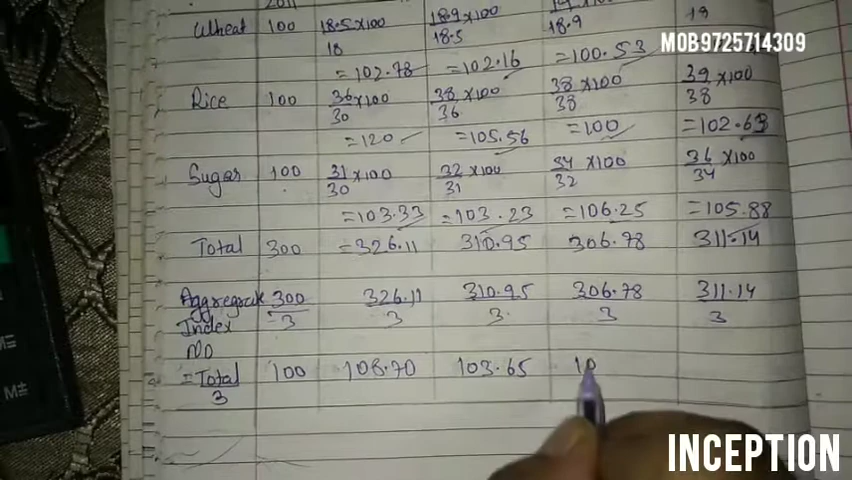 2011
Wheat 100 18.5x100 18.9x100 x100
18 18.5 18.9 19
=102.78 =102.16 =100.53
MOB9725714309
Rice 100 36x100 38x100 38x100 39x100
30 36 38 38
=120 =105.56 =100 =102.63
Sugar 100 31x100 32x100 34x100 36x100
30 31 32 34
=103.33 =103.23 =106.25 =105.88
Total 300 =326.11 310.95 306.78 311.14
Aggregrate 300 326.11 310.95 306.78 311.14
Index 3 3 3 3 3
No
=Total 100 108.70 103.65 10
3
INCEPTION